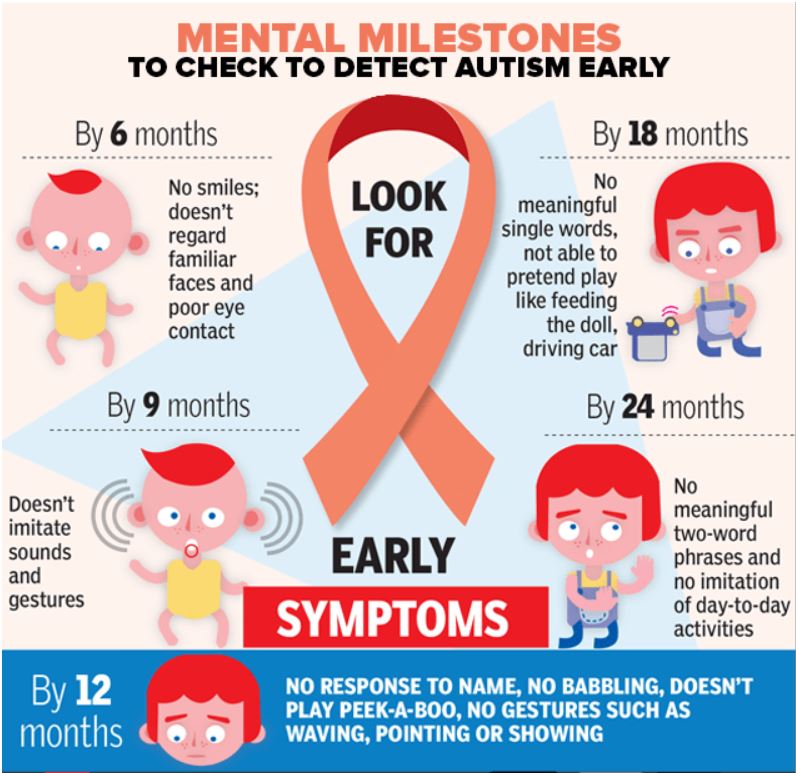 MENTAL MILESTONES
TO CHECK TO DETECT AUTISM EARLY
By 6 months
No smiles;
doesn't
regard
familiar
faces and
poor eye
contact
LOOK
FOR
By 18 months
No
meaningful
single words,
not able to
pretend play
like feeding
the doll,
driving car
By 9 months
Doesn't
imitate
sounds
and
gestures
By 24 months
No
meaningful
two-word
phrases and
no imitation
of day-to-day
activities
EARLY
SYMPTOMS
By 12
months
NO RESPONSE TO NAME, NO BABBLING, DOESN'T
PLAY PEEK-A-BOO, NO GESTURES SUCH AS
WAVING, POINTING OR SHOWING